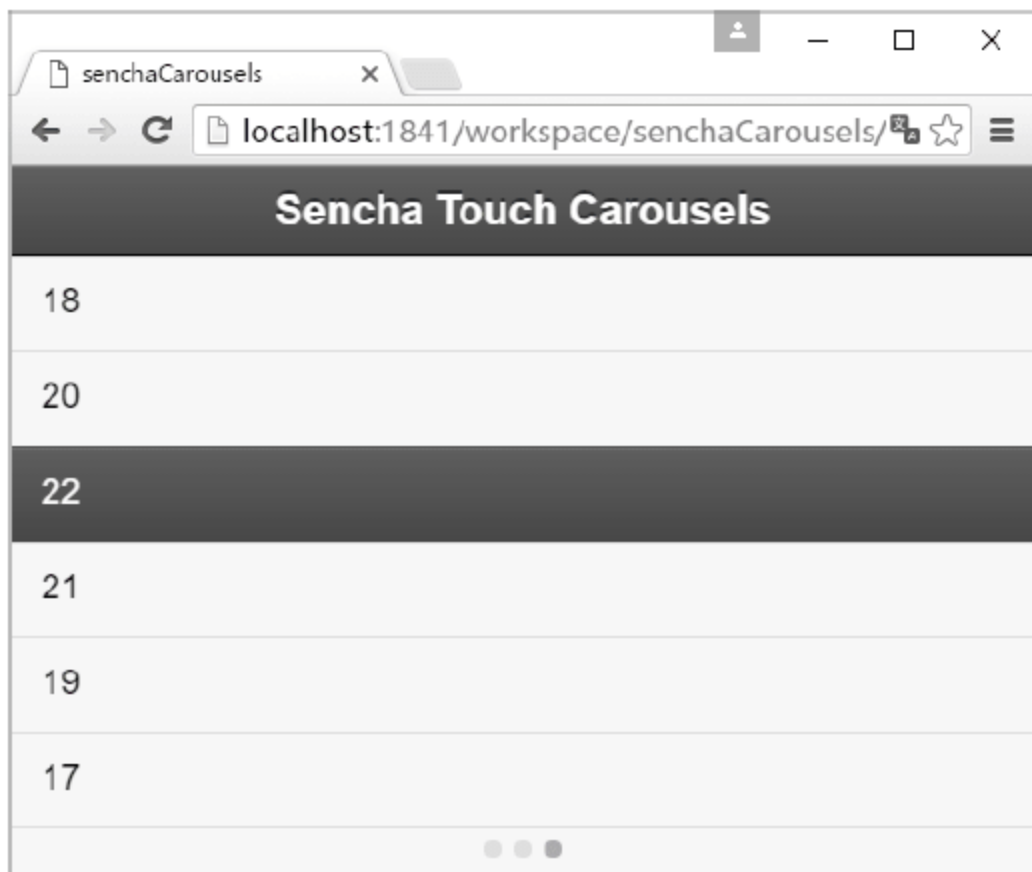 senchaCarousels
localhost:1841/workspace/senchaCarousels/
Sencha Touch Carousels
18
20
22
21
19
17